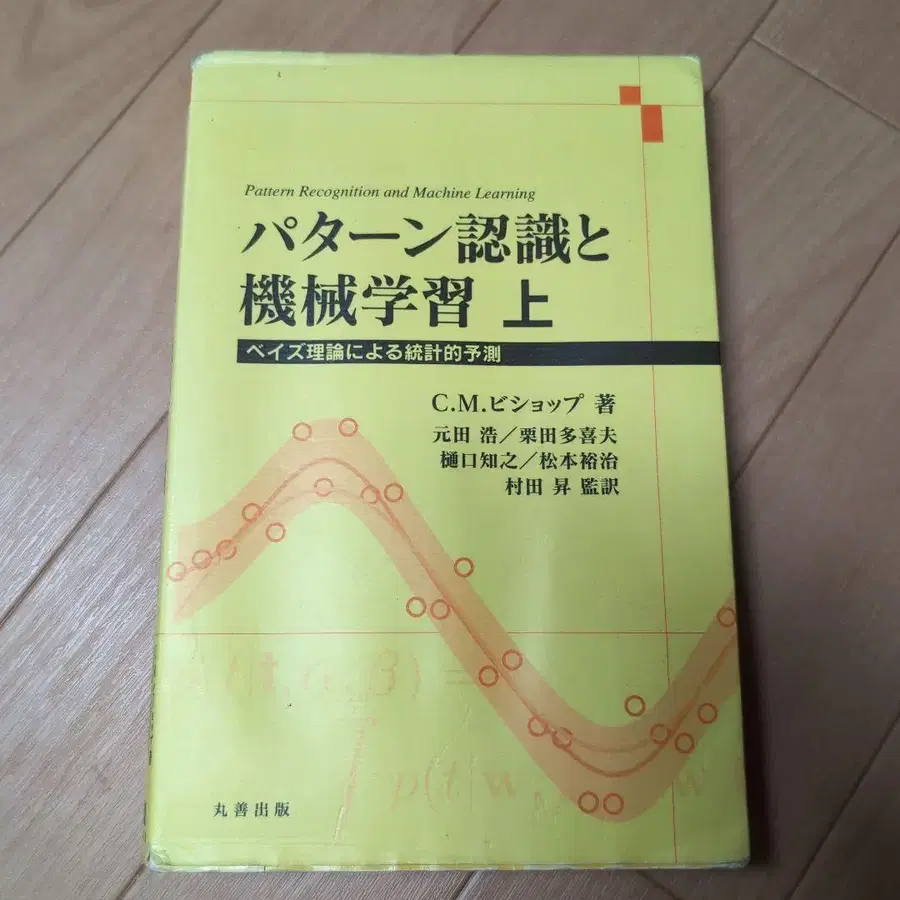 Pattern Recognition and Machine Learning
パターン認識と
機械学習 上
ベイズ理論による統計的予測
C.M.ビショップ 著
元田 浩／栗田多喜夫
樋口知之／松本裕治
村田 昇 監訳
丸善出版